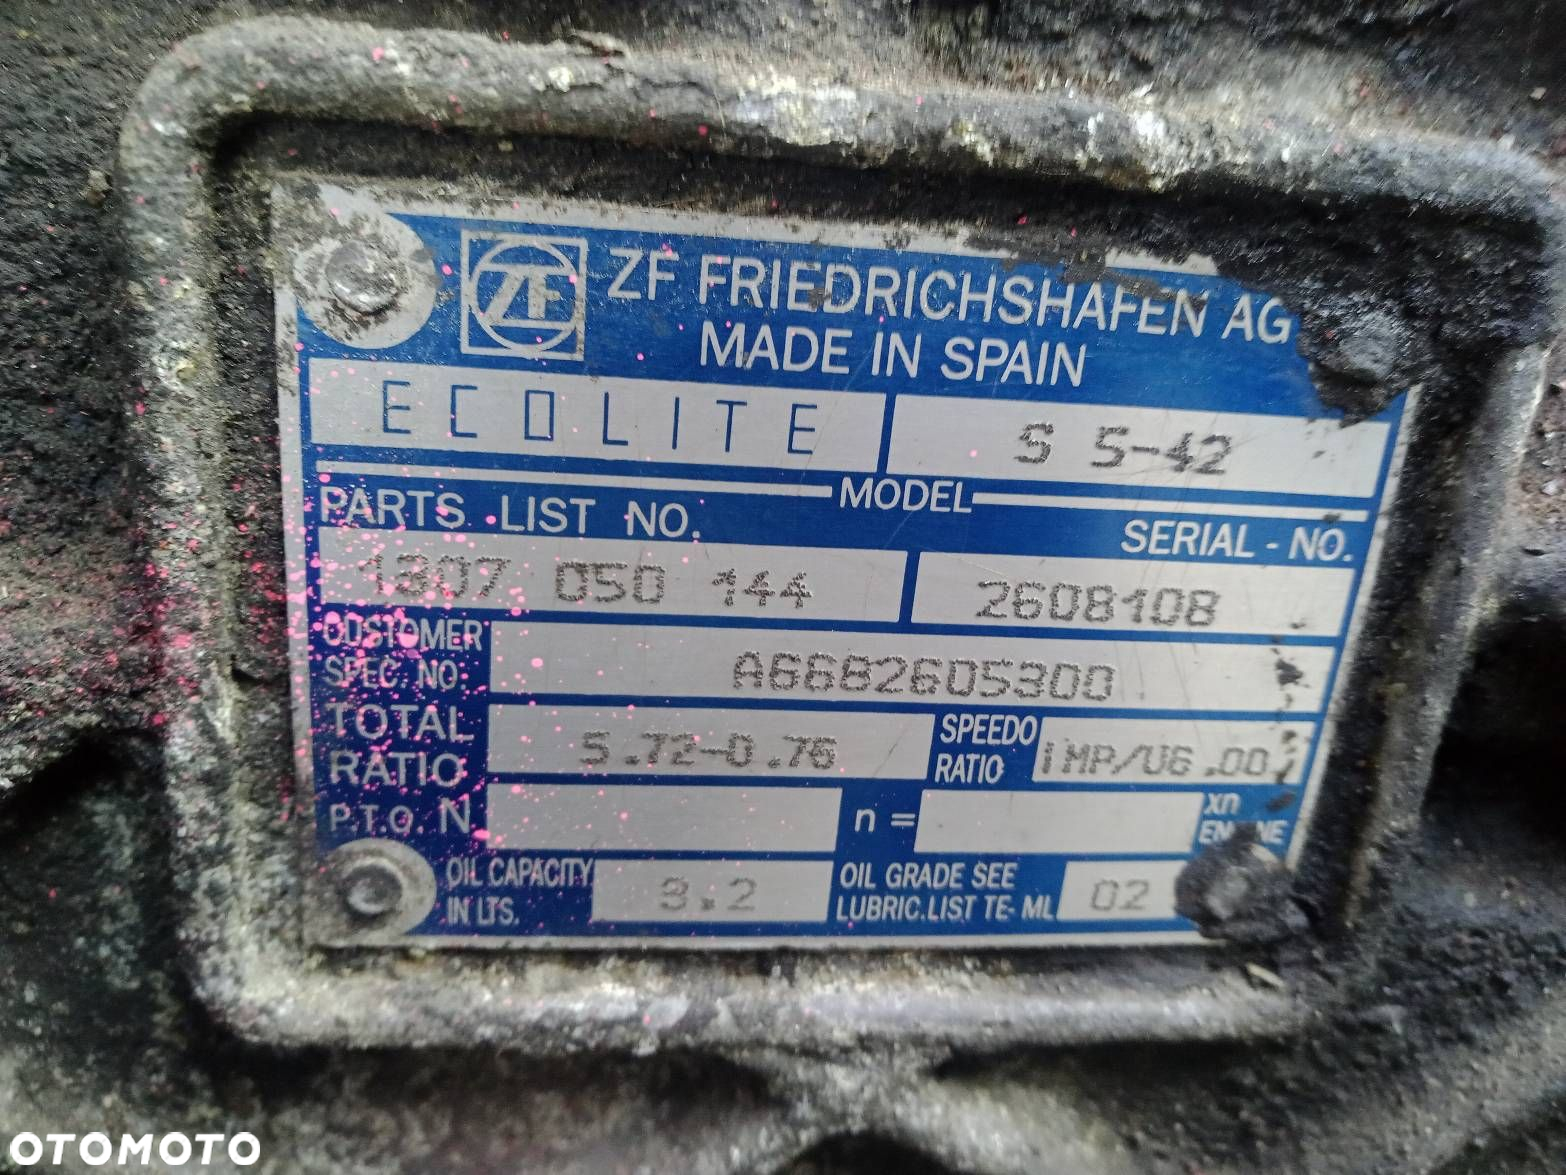 ZF
ZF FRIEDRICHSHAFEN AG
MADE IN SPAIN
ECOLITE
S 5-42
MODEL
PARTS LIST NO.
SERIAL - NO.
1307 050 144
2608108
CUSTOMER
SPEC. NO
A6682605300
TOTAL
RATIO
5.72-0.76
SPEEDO
RATIO
IMP/U6.00
P.T.O. N
n =
xn
ENGINE
OIL CAPACITY
IN LTS.
3.2
OIL GRADE SEE
LUBRIC.LIST TE-ML
02
OTOMOTO